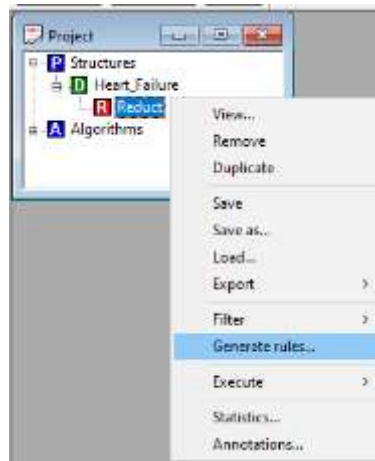 Project
P Structures
D Heart_Failure
R Reduct
A Algorithms
View...
Remove
Duplicate
Save
Save as...
Load...
Export
Filter
Generate rules...
Execute
Statistics...
Annotations...